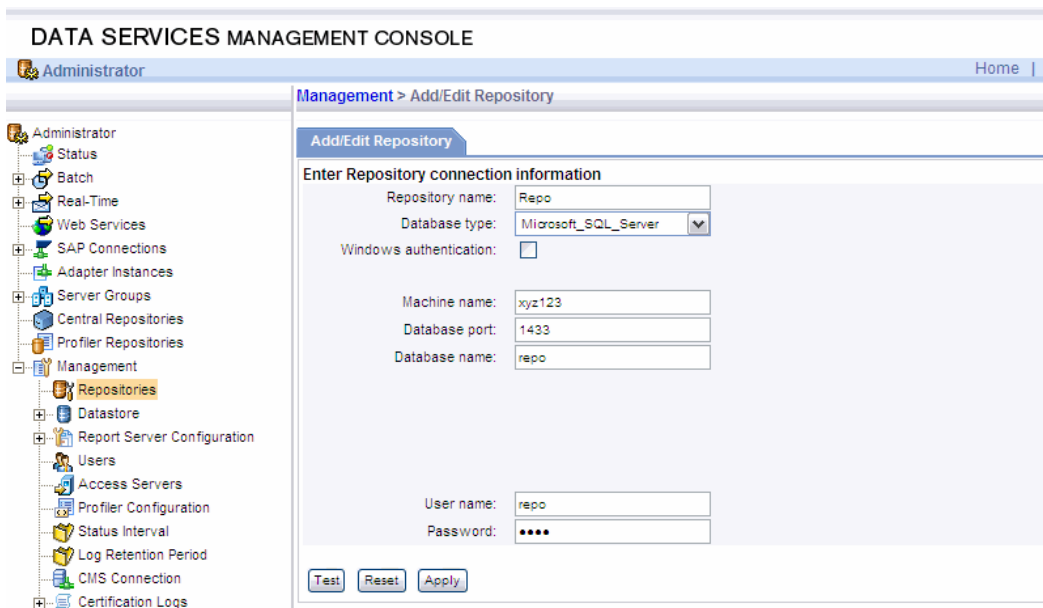 DATA SERVICES MANAGEMENT CONSOLE
Administrator
Home |
Management > Add/Edit Repository
Administrator
Status
Batch
Real-Time
Web Services
SAP Connections
Adapter Instances
Server Groups
Central Repositories
Profiler Repositories
Management
Repositories
Datastore
Report Server Configuration
Users
Access Servers
Profiler Configuration
Status Interval
Log Retention Period
CMS Connection
Certification Logs
Add/Edit Repository
Enter Repository connection information
Repository name: Repo
Database type: Microsoft_SQL_Server
Windows authentication:
Machine name: xyz123
Database port: 1433
Database name: repo
User name: repo
Password: ••••
Test Reset Apply